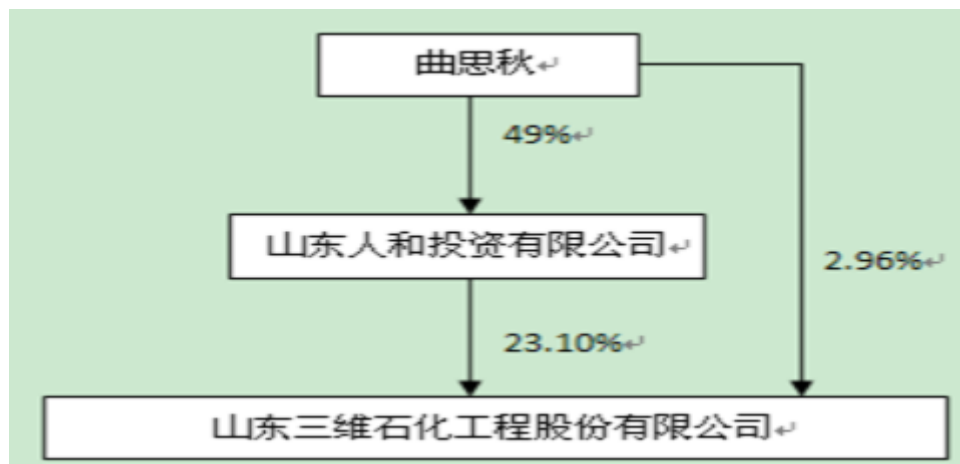 曲思秋
49%
山东人和投资有限公司
2.96%
23.10%
山东三维石化工程股份有限公司